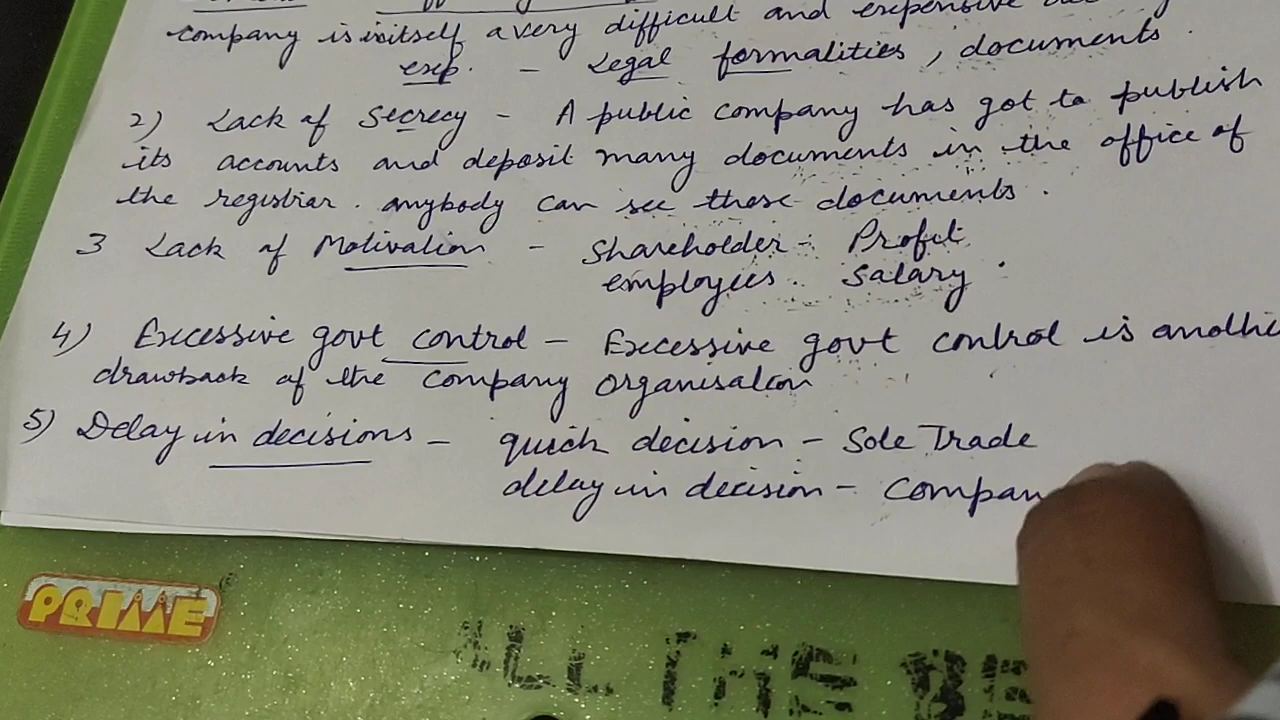 company is initself a very difficult and expensive
exp. - Legal formalities, documents.
2) Lack of Secrecy - A public company has got to publish
its accounts and deposit many documents in the office of
the registrar. anybody can see these documents.
3 Lack of Motivation - Shareholder - Profit
employees. Salary.
4) Excessive govt control - Excessive govt control is anothe
drawback of the company organisation
5) Delay in decisions - quick decision - Sole Trade
delay in decision - Compan
PRIME
ALL THE BE